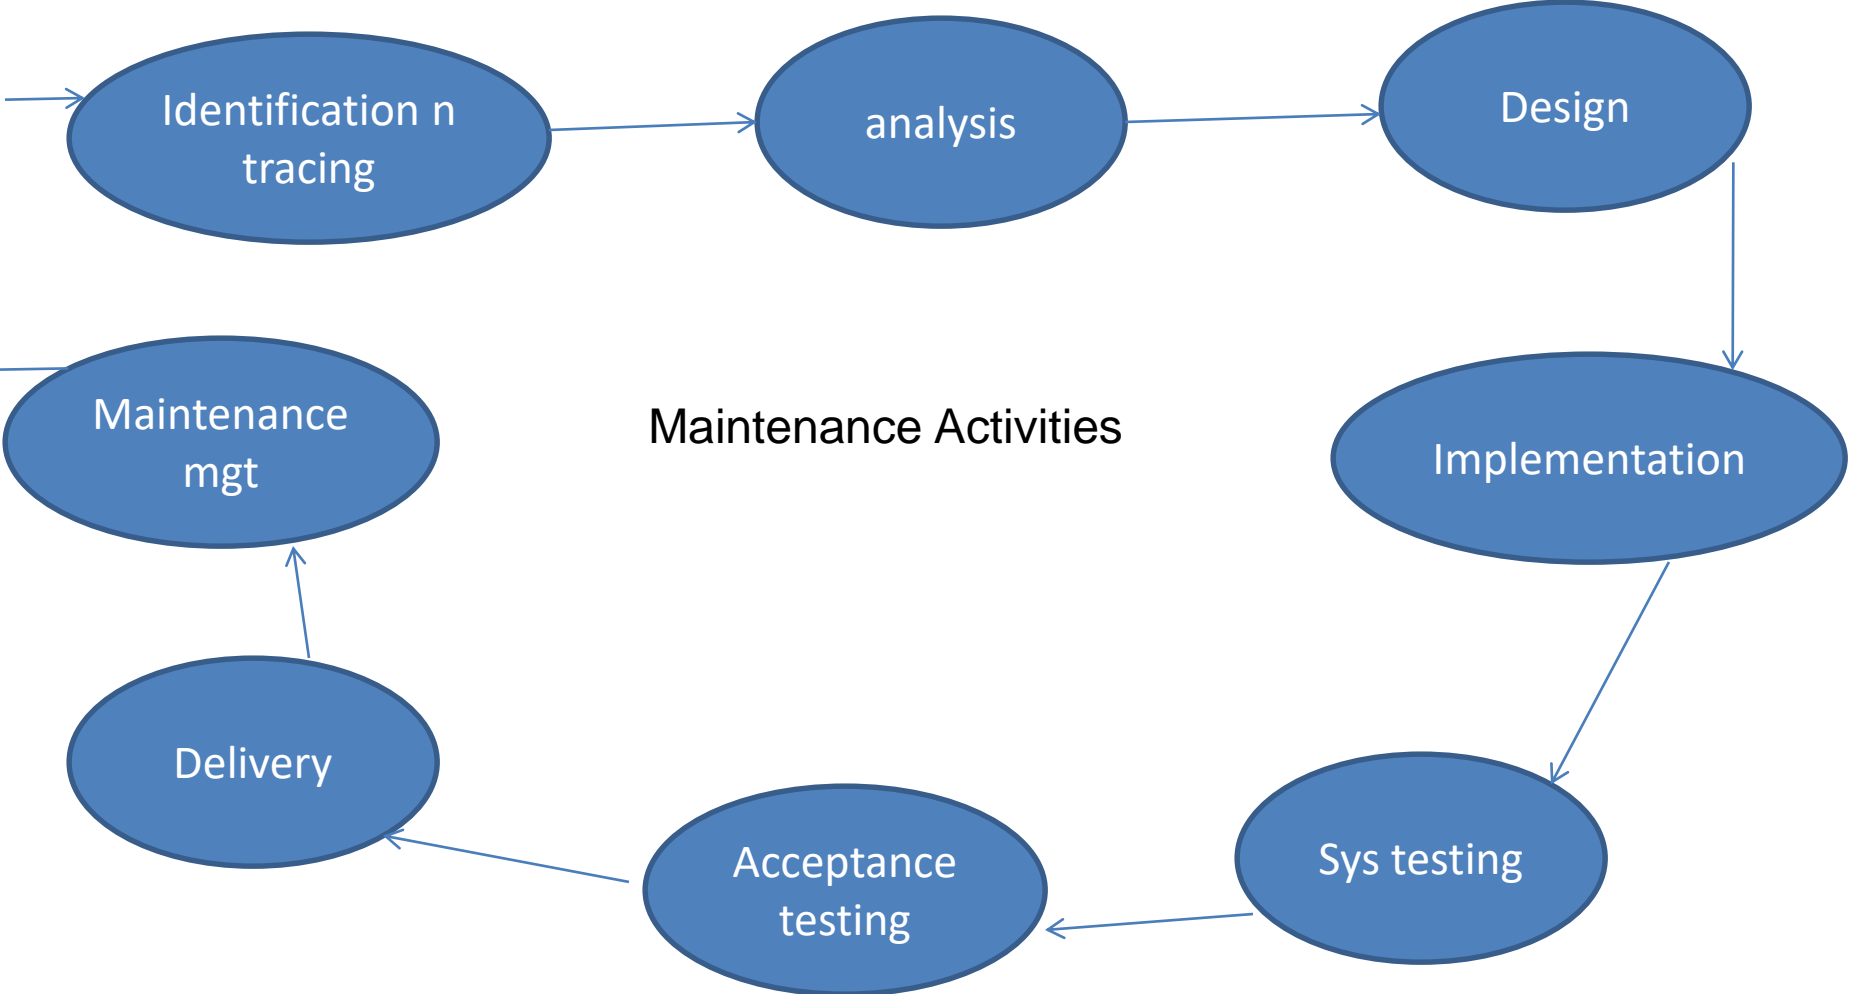 Identification n
tracing
analysis
Design
Maintenance
mgt
Maintenance Activities
Implementation
Delivery
Acceptance
testing
Sys testing